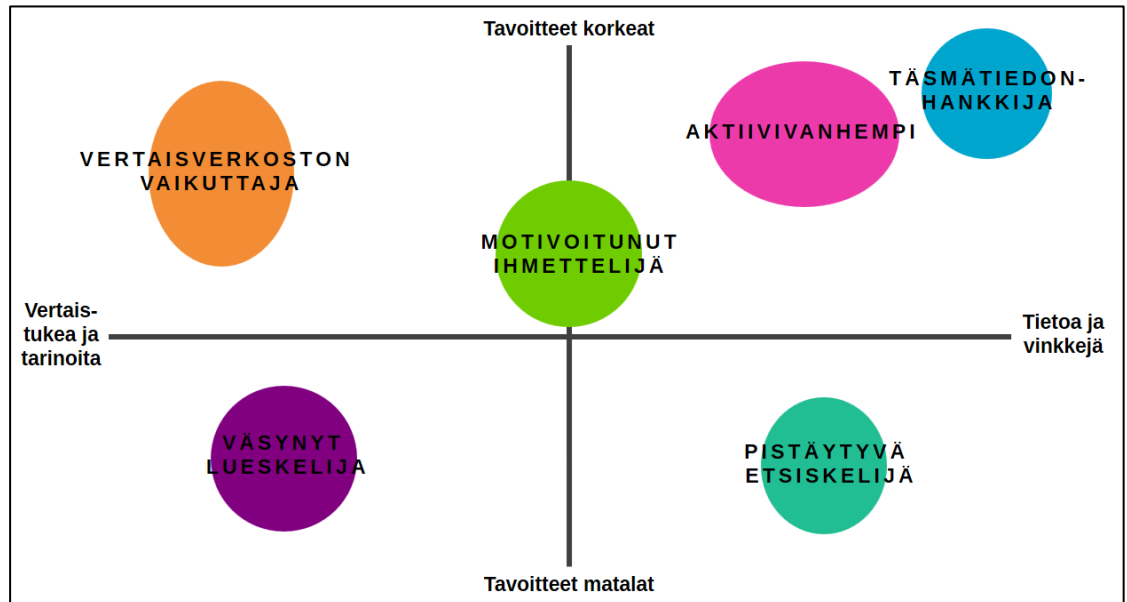 Tavoitteet korkeat
TÄSMÄTIEDON-
HANKKIJA
AKTIIVIVANHEMPI
VERTAISVERKOSTON
VAIKUTTAJA
MOTIVOITUNUT
IHMETTELIJÄ
Vertais-
tukea ja
tarinoita
Tietoa ja
vinkkejä
VÄSYNYT
LUESKELIJA
PISTÄYTYVÄ
ETSISKELIJÄ
Tavoitteet matalat